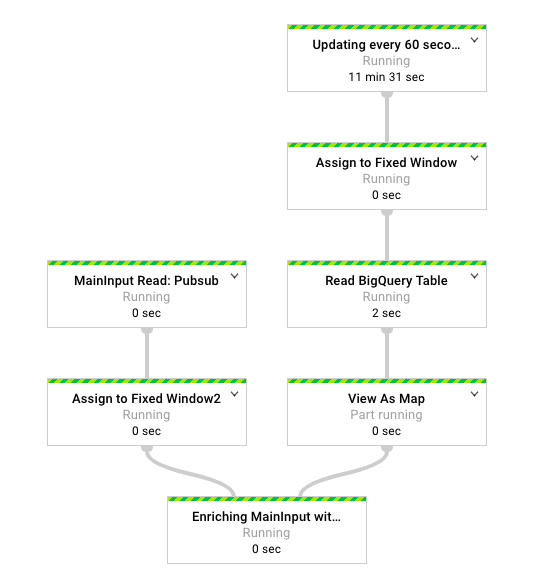 Updating every 60 seco...
Running
11 min 31 sec
Assign to Fixed Window
Running
0 sec
MainInput Read: Pubsub
Running
0 sec
Read BigQuery Table
Running
2 sec
Assign to Fixed Window2
Running
0 sec
View As Map
Part running
0 sec
Enriching MainInput wit...
Running
0 sec